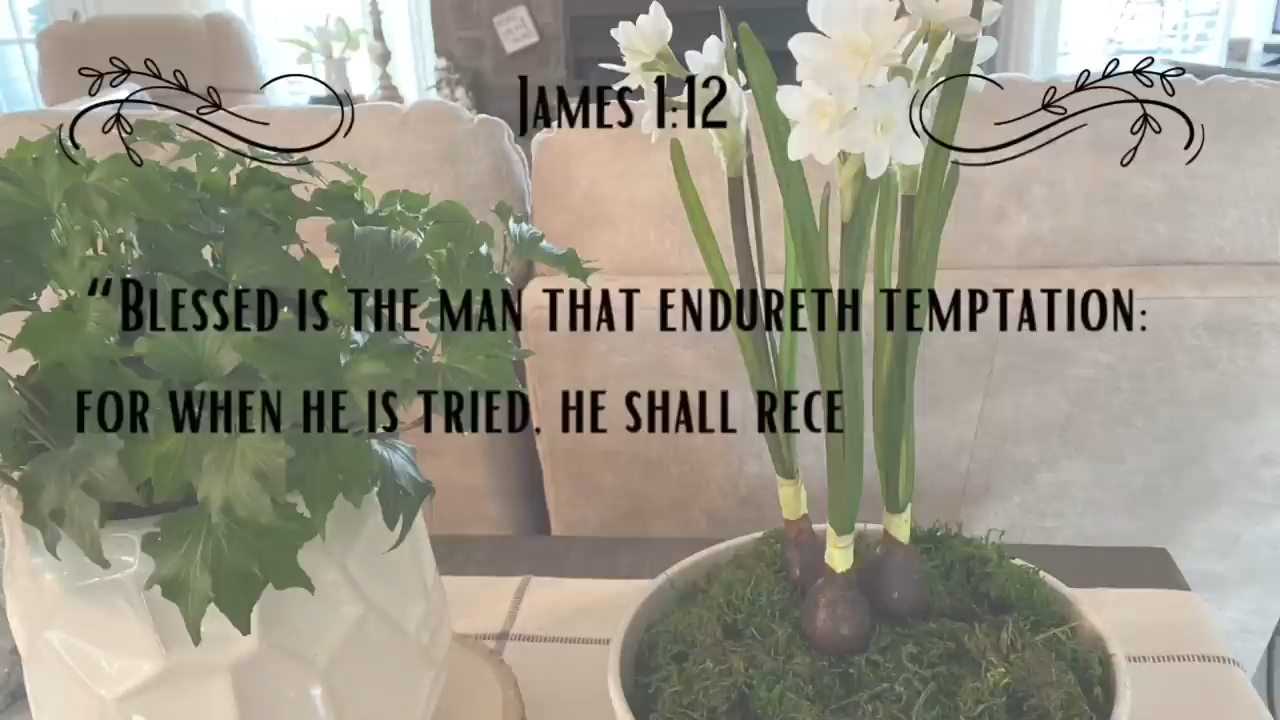 James 1:12
“Blessed is the man that endureth temptation:
for when he is tried, he shall rece